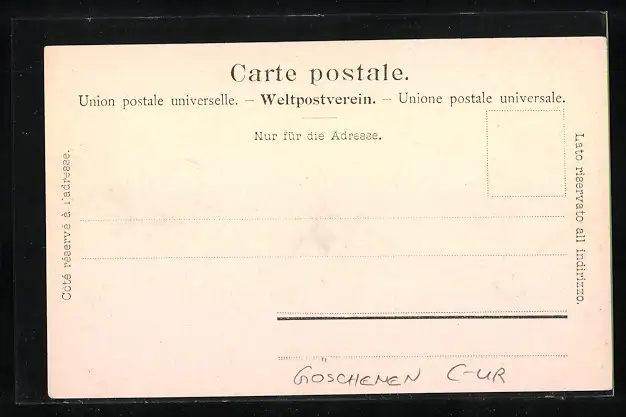 Carte postale.
Union postale universelle. — Weltpostverein. — Unione postale universale.
Nur für die Adresse.
Côté réservé à l'adresse.
Lato riservato all indirizzo.
GÖSCHENEN C-UR